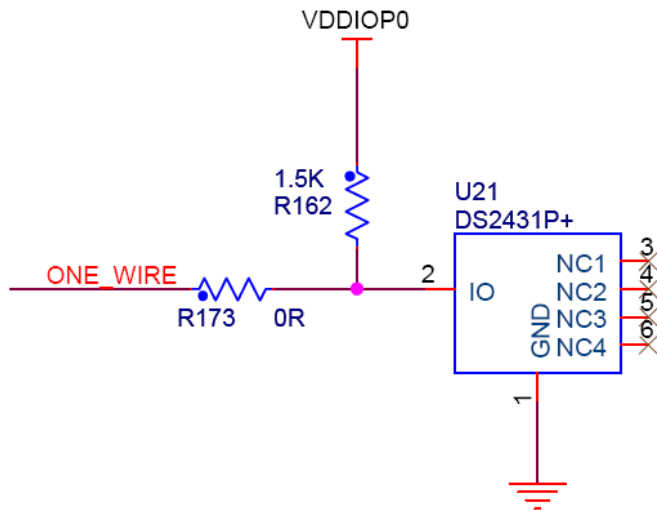 VDDIOP0
1.5K
R162
U21
DS2431P+
ONE_WIRE
R173 0R
2
IO
GND
NC1 3
NC2 4
NC3 5
NC4 6
1